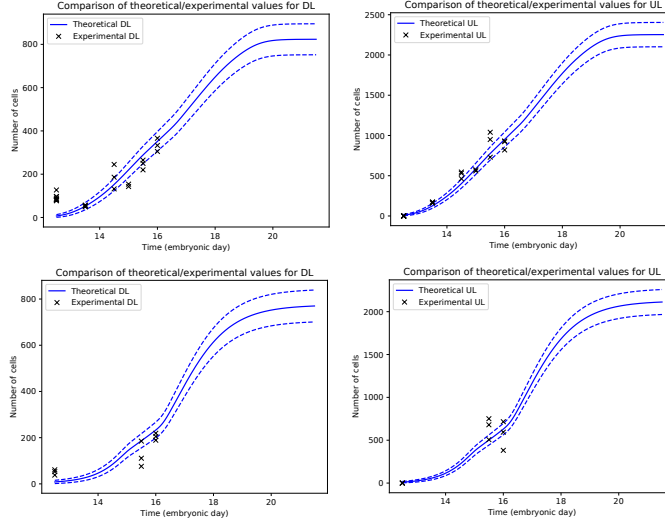 Comparison of theoretical/experimental values for DL
Theoretical DL
Experimental DL
800
600
400
200
0
Number of cells
14
16
18
20
Time (embryonic day)
Comparison of theoretical/experimental values for UL
Theoretical UL
Experimental UL
2500
2000
1500
1000
500
0
Number of cells
14
16
18
20
Time (embryonic day)
Comparison of theoretical/experimental values for DL
Theoretical DL
Experimental DL
800
600
400
200
0
Number of cells
14
16
18
20
Time (embryonic day)
Comparison of theoretical/experimental values for UL
Theoretical UL
Experimental UL
2000
1500
1000
500
0
Number of cells
14
16
18
20
Time (embryonic day)